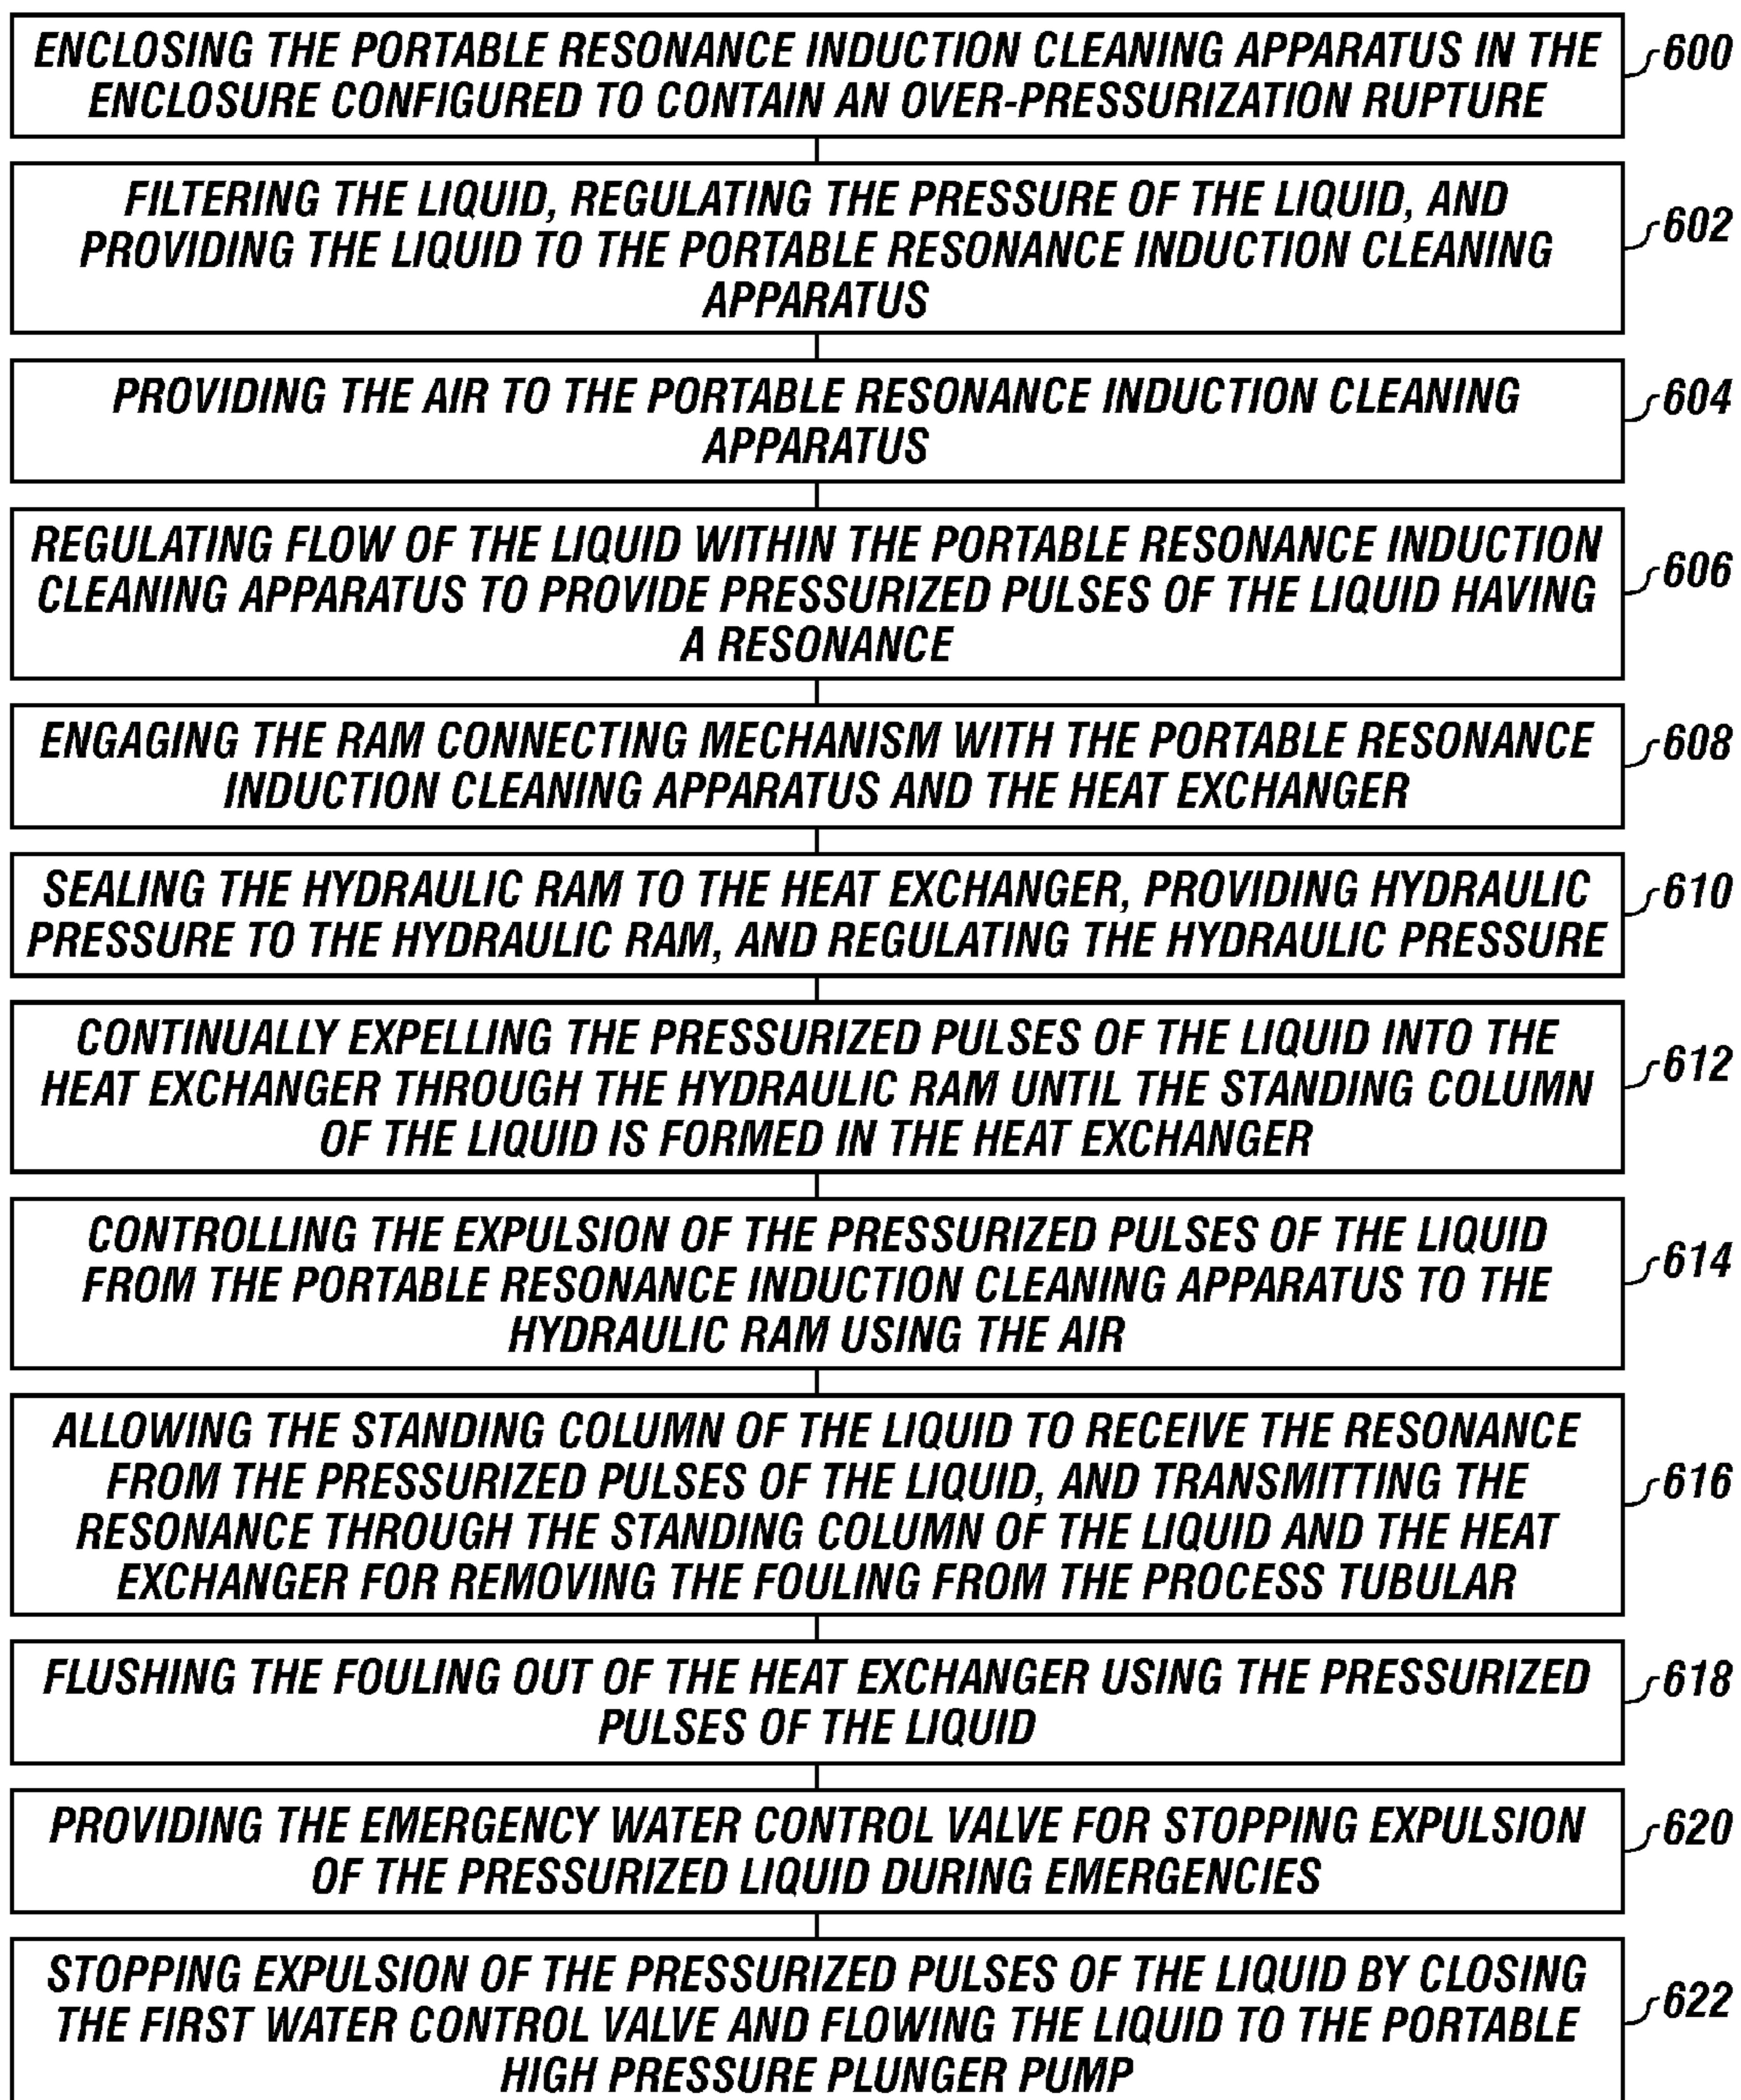 ENCLOSING THE PORTABLE RESONANCE INDUCTION CLEANING APPARATUS IN THE
ENCLOSURE CONFIGURED TO CONTAIN AN OVER-PRESSURIZATION RUPTURE
600
FILTERING THE LIQUID, REGULATING THE PRESSURE OF THE LIQUID, AND
PROVIDING THE LIQUID TO THE PORTABLE RESONANCE INDUCTION CLEANING
APPARATUS
602
PROVIDING THE AIR TO THE PORTABLE RESONANCE INDUCTION CLEANING
APPARATUS
604
REGULATING FLOW OF THE LIQUID WITHIN THE PORTABLE RESONANCE INDUCTION
CLEANING APPARATUS TO PROVIDE PRESSURIZED PULSES OF THE LIQUID HAVING
A RESONANCE
606
ENGAGING THE RAM CONNECTING MECHANISM WITH THE PORTABLE RESONANCE
INDUCTION CLEANING APPARATUS AND THE HEAT EXCHANGER
608
SEALING THE HYDRAULIC RAM TO THE HEAT EXCHANGER, PROVIDING HYDRAULIC
PRESSURE TO THE HYDRAULIC RAM, AND REGULATING THE HYDRAULIC PRESSURE
610
CONTINUALLY EXPELLING THE PRESSURIZED PULSES OF THE LIQUID INTO THE
HEAT EXCHANGER THROUGH THE HYDRAULIC RAM UNTIL THE STANDING COLUMN
OF THE LIQUID IS FORMED IN THE HEAT EXCHANGER
612
CONTROLLING THE EXPULSION OF THE PRESSURIZED PULSES OF THE LIQUID
FROM THE PORTABLE RESONANCE INDUCTION CLEANING APPARATUS TO THE
HYDRAULIC RAM USING THE AIR
614
ALLOWING THE STANDING COLUMN OF THE LIQUID TO RECEIVE THE RESONANCE
FROM THE PRESSURIZED PULSES OF THE LIQUID, AND TRANSMITTING THE
RESONANCE THROUGH THE STANDING COLUMN OF THE LIQUID AND THE HEAT
EXCHANGER FOR REMOVING THE FOULING FROM THE PROCESS TUBULAR
616
FLUSHING THE FOULING OUT OF THE HEAT EXCHANGER USING THE PRESSURIZED
PULSES OF THE LIQUID
618
PROVIDING THE EMERGENCY WATER CONTROL VALVE FOR STOPPING EXPULSION
OF THE PRESSURIZED LIQUID DURING EMERGENCIES
620
STOPPING EXPULSION OF THE PRESSURIZED PULSES OF THE LIQUID BY CLOSING
THE FIRST WATER CONTROL VALVE AND FLOWING THE LIQUID TO THE PORTABLE
HIGH PRESSURE PLUNGER PUMP
622